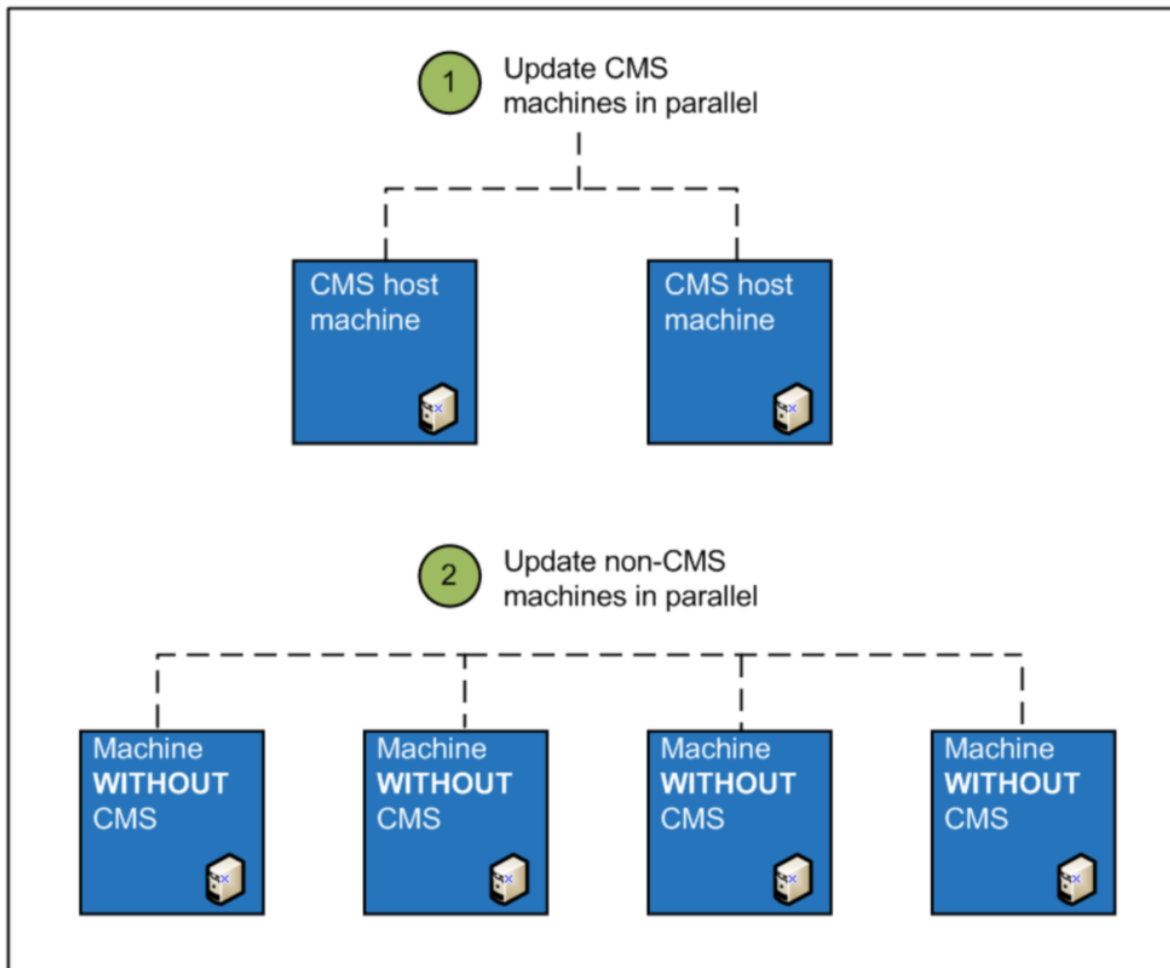 1
Update CMS
machines in parallel
CMS host
machine
CMS host
machine
2
Update non-CMS
machines in parallel
Machine
WITHOUT
CMS
Machine
WITHOUT
CMS
Machine
WITHOUT
CMS
Machine
WITHOUT
CMS